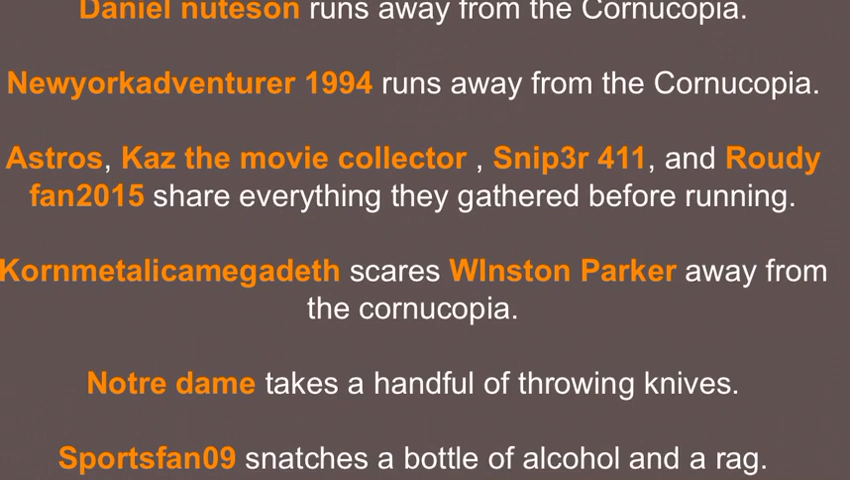 Daniel nuteson runs away from the Cornucopia.
Newyorkadventurer 1994 runs away from the Cornucopia.
Astros, Kaz the movie collector , Snip3r 411, and Roudy
fan2015 share everything they gathered before running.
Kornmetalicamegadeth scares WInston Parker away from
the cornucopia.
Notre dame takes a handful of throwing knives.
Sportsfan09 snatches a bottle of alcohol and a rag.